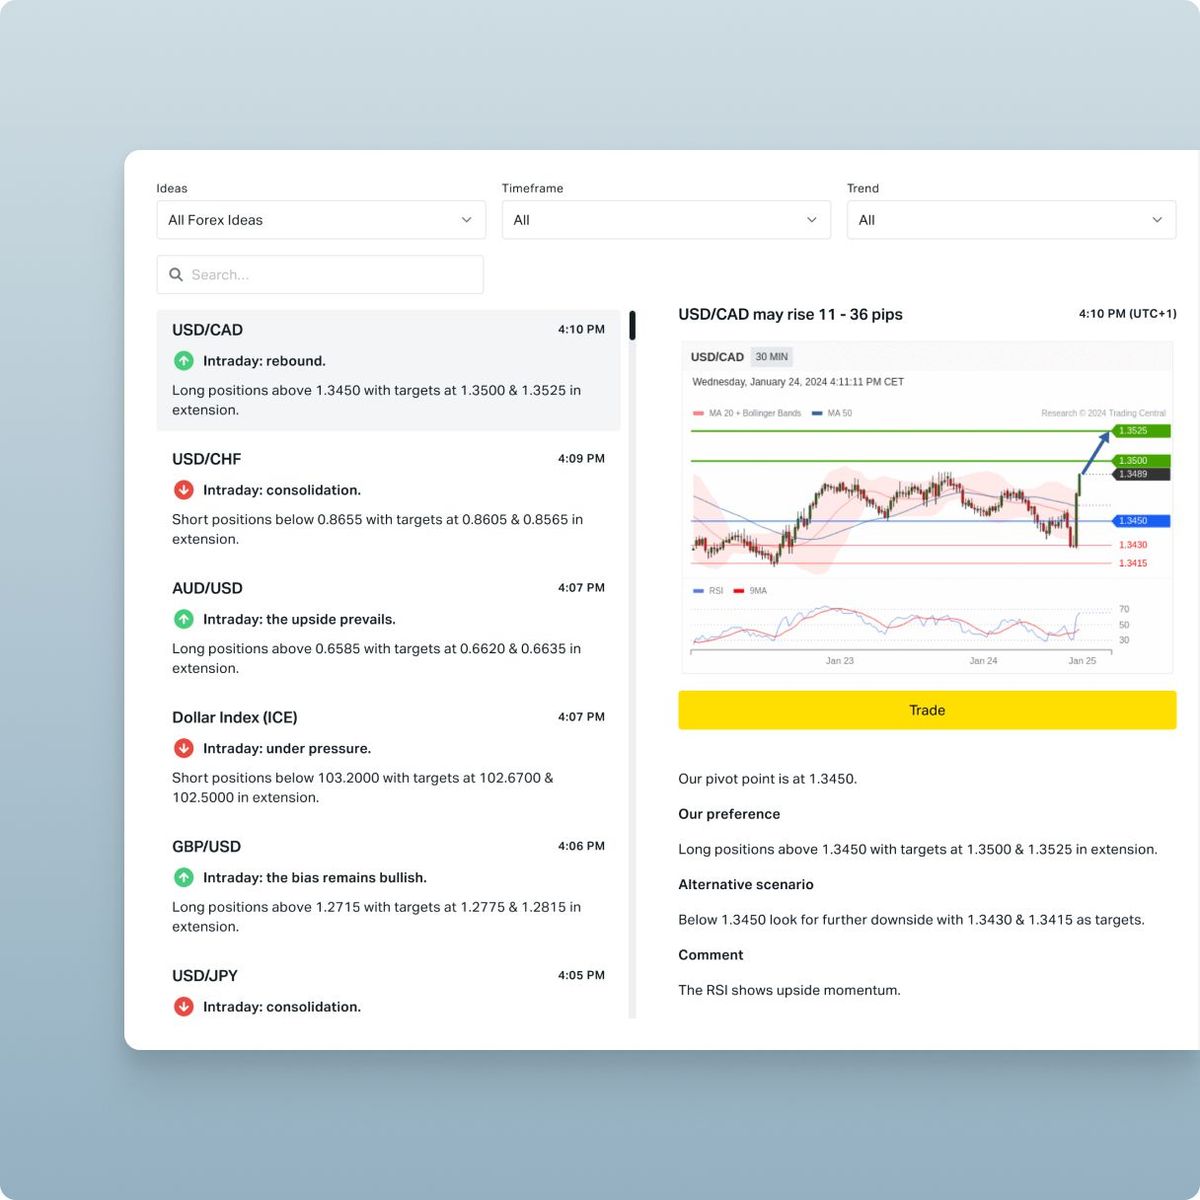 Ideas
Timeframe
Trend
All Forex Ideas
All
All
Search...
USD/CAD
4:10 PM
Intraday: rebound.
Long positions above 1.3450 with targets at 1.3500 & 1.3525 in
extension.
USD/CHF
4:09 PM
Intraday: consolidation.
Short positions below 0.8655 with targets at 0.8605 & 0.8565 in
extension.
AUD/USD
4:07 PM
Intraday: the upside prevails.
Long positions above 0.6585 with targets at 0.6620 & 0.6635 in
extension.
Dollar Index (ICE)
4:07 PM
Intraday: under pressure.
Short positions below 103.2000 with targets at 102.6700 &
102.5000 in extension.
GBP/USD
4:06 PM
Intraday: the bias remains bullish.
Long positions above 1.2715 with targets at 1.2775 & 1.2815 in
extension.
USD/JPY
4:05 PM
Intraday: consolidation.
USD/CAD may rise 11 - 36 pips
4:10 PM (UTC+1)
USD/CAD
30 MIN
Wednesday, January 24, 2024 4:11:11 PM CET
MA 20 + Bollinger Bands
MA 50
Research © 2024 Trading Central
1.3525
1.3500
1.3489
1.3450
1.3430
1.3415
RSI
9MA
70
50
30
Jan 23
Jan 24
Jan 25
Trade
Our pivot point is at 1.3450.
Our preference
Long positions above 1.3450 with targets at 1.3500 & 1.3525 in extension.
Alternative scenario
Below 1.3450 look for further downside with 1.3430 & 1.3415 as targets.
Comment
The RSI shows upside momentum.